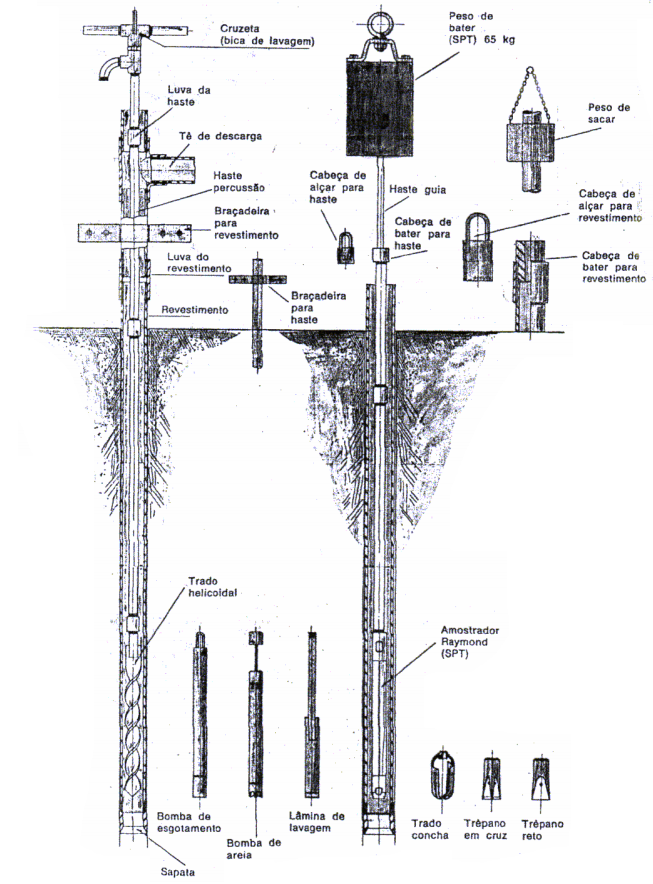 Cruzeta
(bica de lavagem)
Luva da
haste
Tê de descarga
Haste
percussão
Braçadeira
para
revestimento
Luva do
revestimento
Revestimento
Braçadeira
para
haste
Peso de
bater
(SPT) 65 kg
Peso de
sacar
Cabeça de
alçar para
haste
Haste guia
Cabeça de
bater para
haste
Cabeça de
alçar para
revestimento
Cabeça de
bater para
revestimento
Trado
helicoidal
Amostrador
Raymond
(SPT)
Bomba de
esgotamento
Bomba de
areia
Lâmina de
lavagem
Trado
concha
Trépano
em cruz
Trépano
reto
Sapata